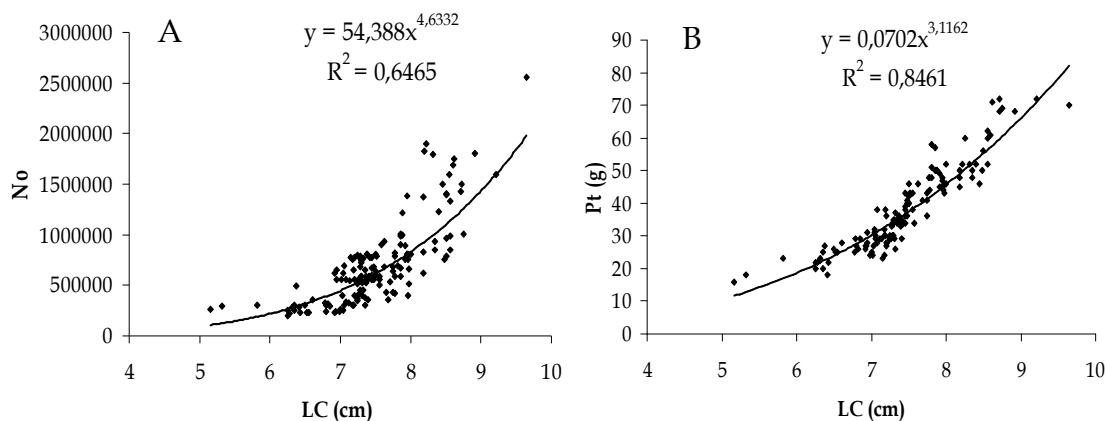 A
y = 54,388x^4,6332
R² = 0,6465
3000000
2500000
2000000
1500000
1000000
500000
0
No
4 5 6 7 8 9 10
LC (cm)
B
y = 0,0702x^3,1162
R² = 0,8461
90
80
70
60
50
40
30
20
10
0
Pt (g)
4 5 6 7 8 9 10
LC (cm)